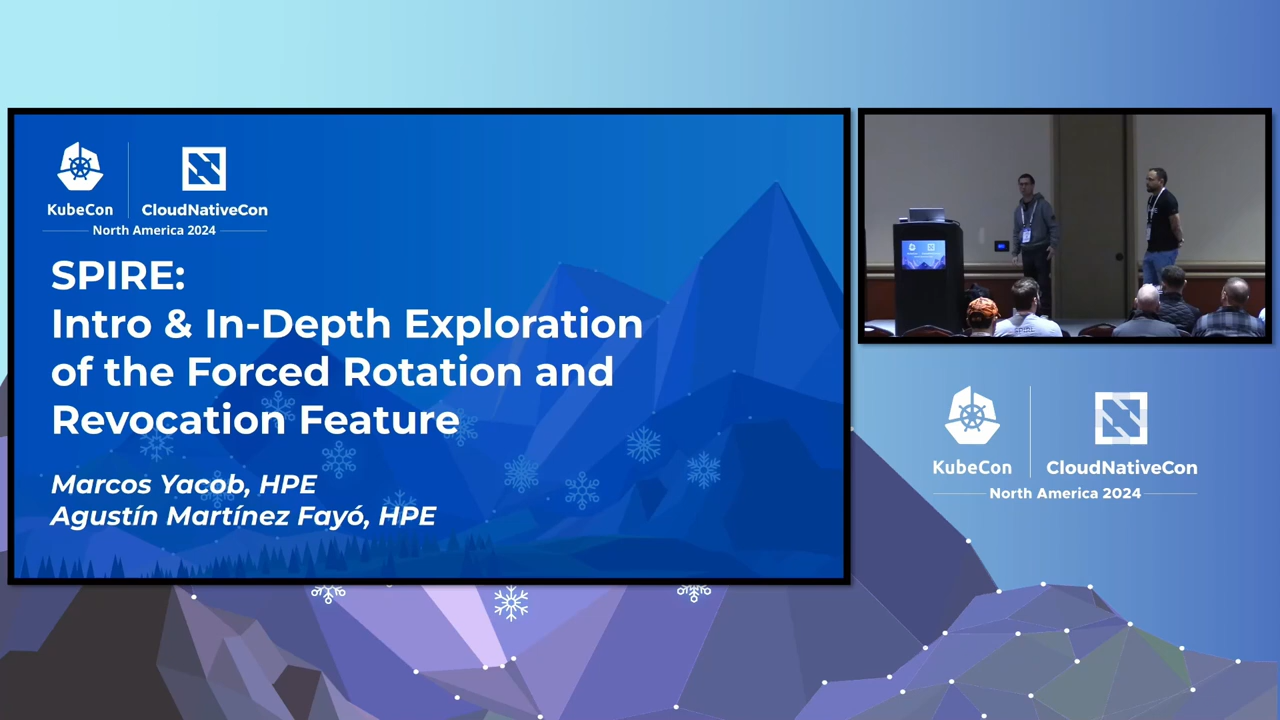 KubeCon
CloudNativeCon
North America 2024
SPIRE:
Intro & In-Depth Exploration
of the Forced Rotation and
Revocation Feature
Marcos Yacob, HPE
Agustín Martínez Fayó, HPE
KubeCon
CloudNativeCon
North America 2024